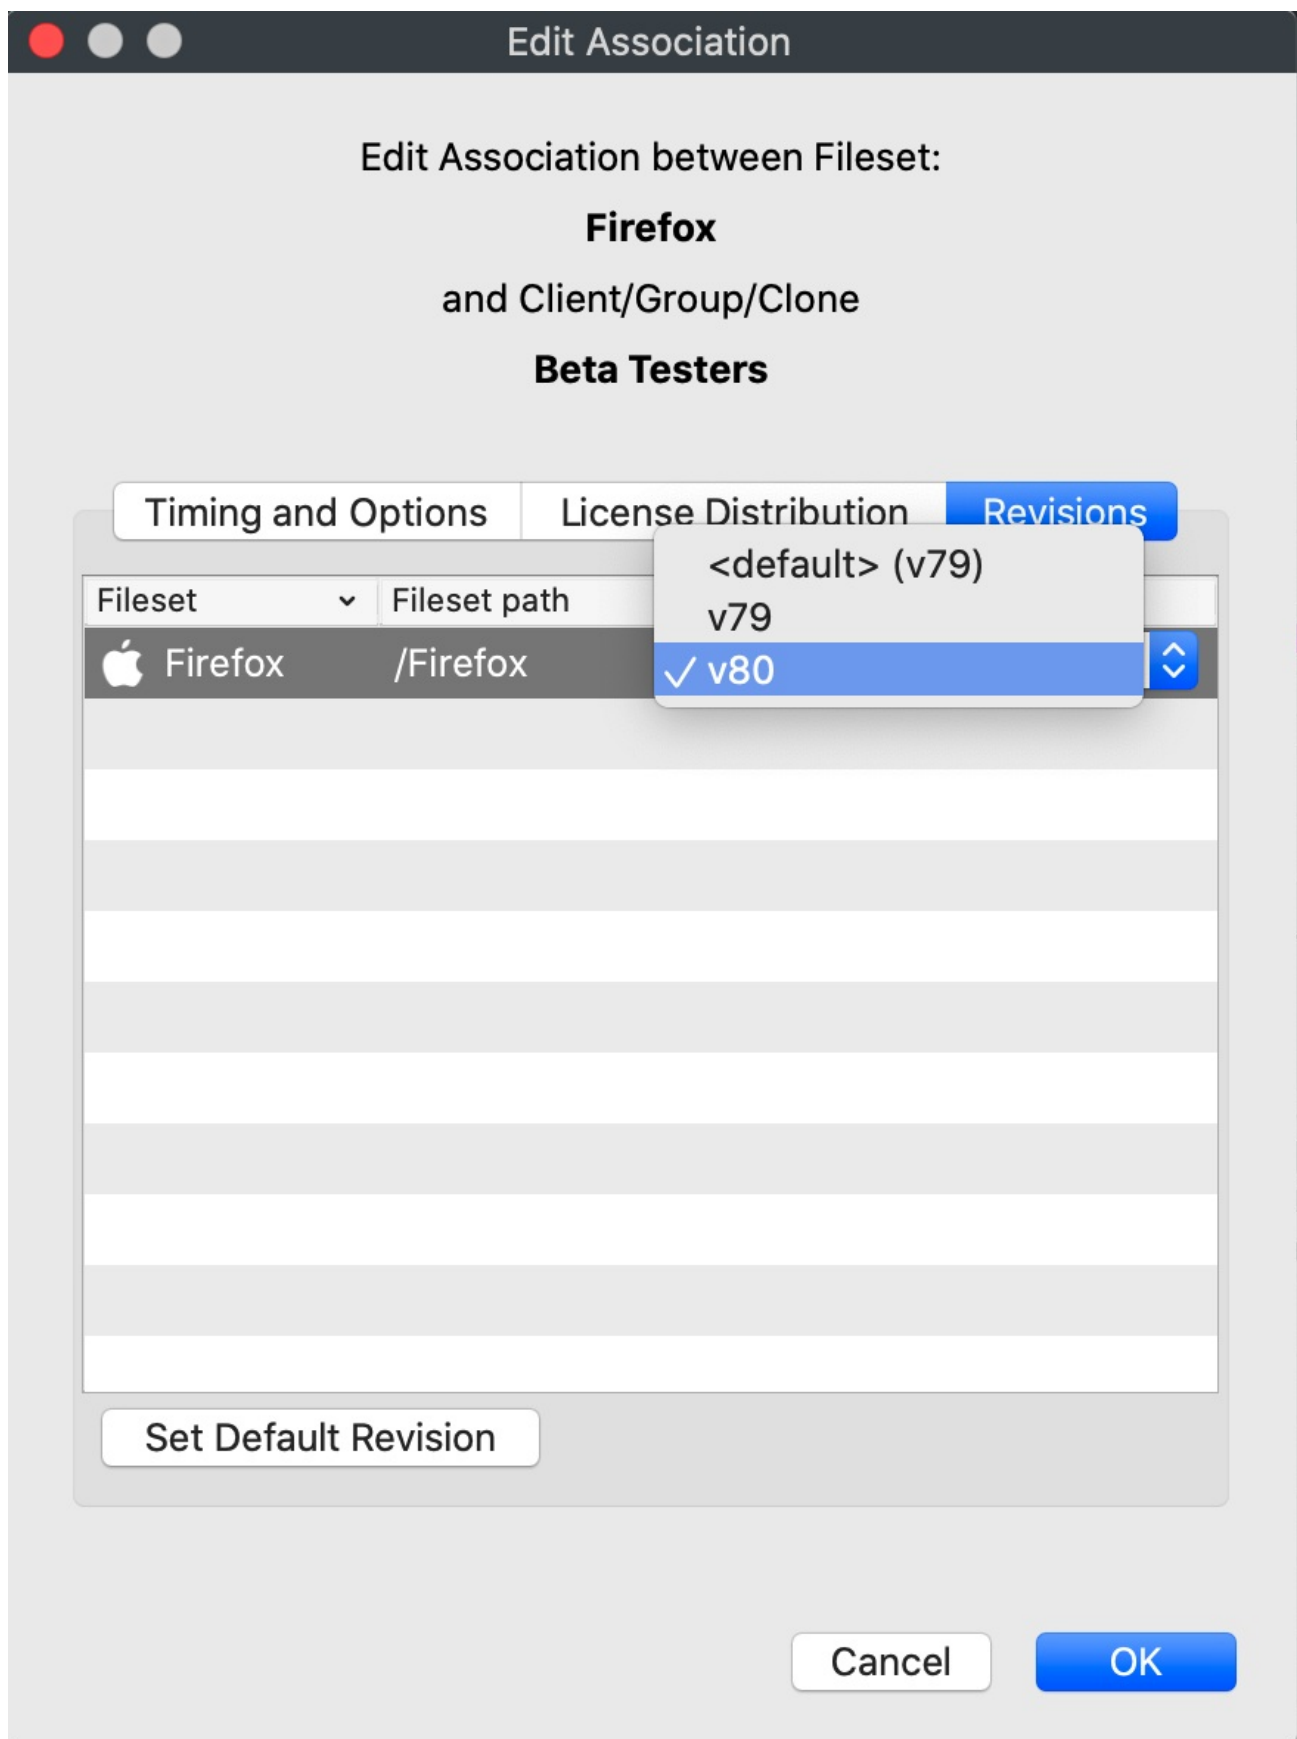 Edit Association
Edit Association between Fileset:
Firefox
and Client/Group/Clone
Beta Testers
Timing and Options
License Distribution
Revisions
<default> (v79)
Fileset
Fileset path
v79
Firefox
/Firefox
v80
Set Default Revision
Cancel
OK